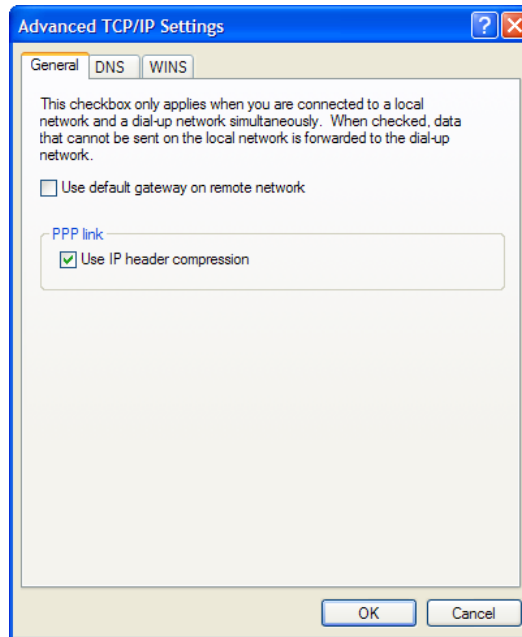 Advanced TCP/IP Settings
General DNS WINS
This checkbox only applies when you are connected to a local
network and a dial-up network simultaneously. When checked, data
that cannot be sent on the local network is forwarded to the dial-up
network.
Use default gateway on remote network
PPP link
Use IP header compression
OK Cancel